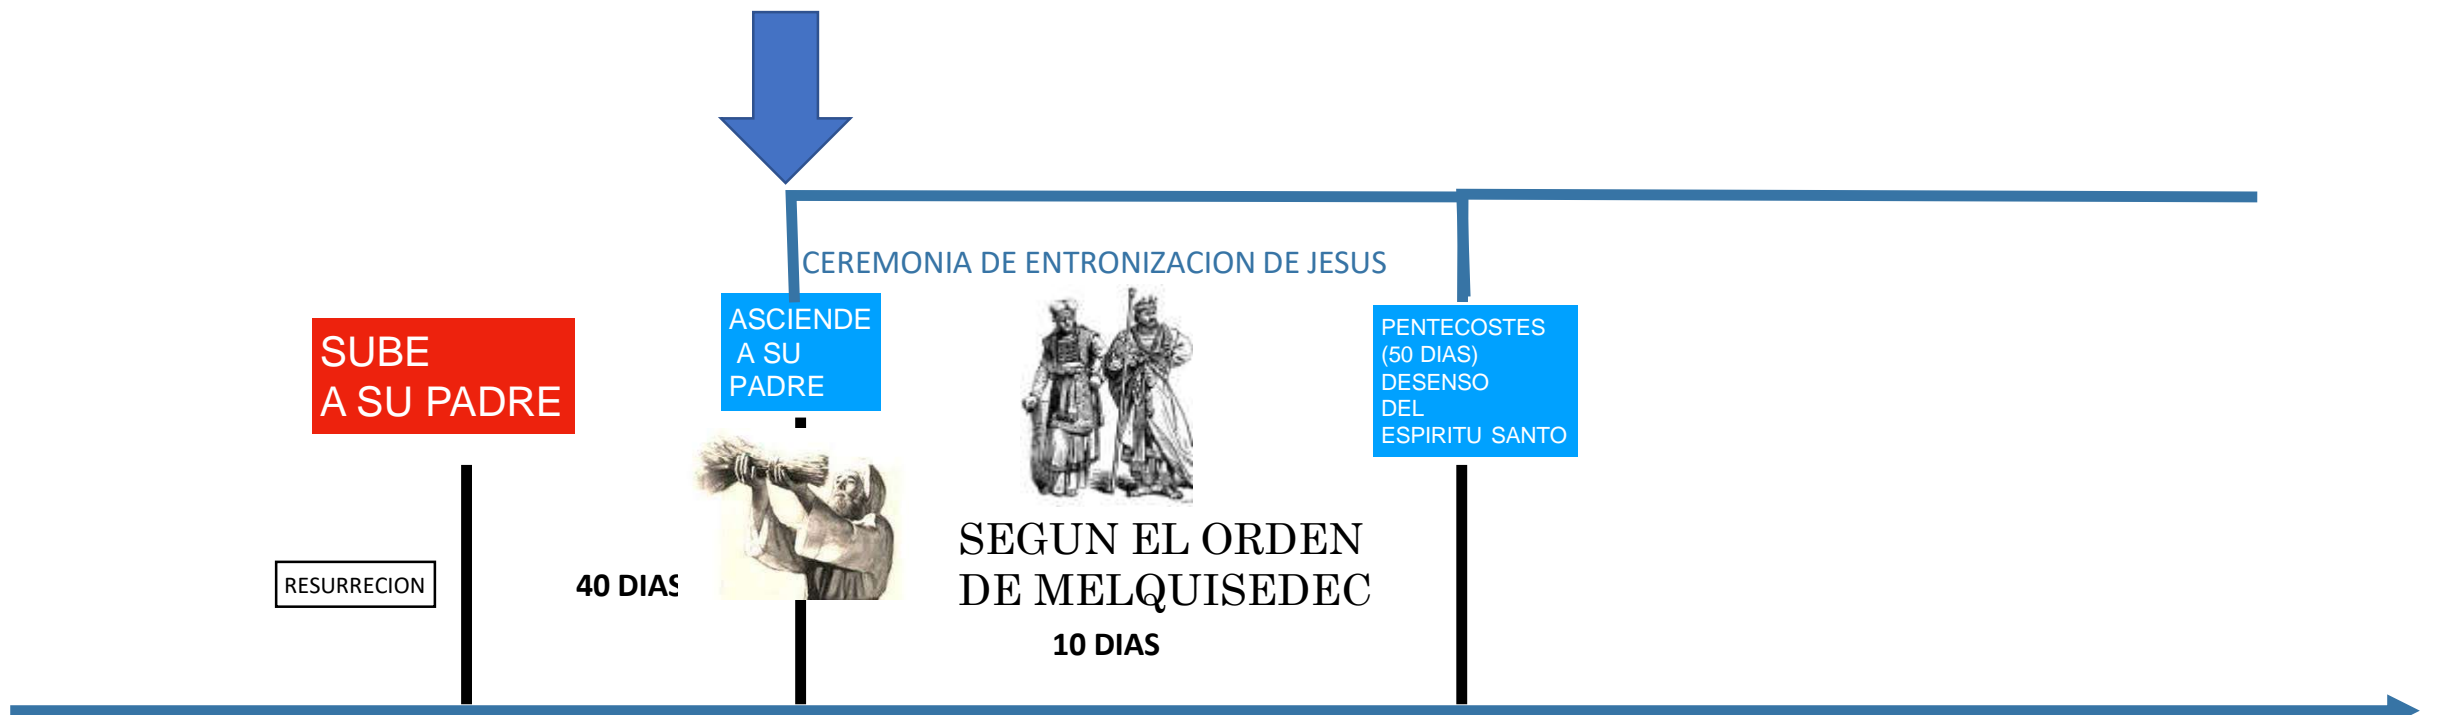 CEREMONIA DE ENTRONIZACION DE JESUS
SUBE
A SU PADRE
ASCIENDE
A SU
PADRE
PENTECOSTES
(50 DIAS)
DESENSO
DEL
ESPIRITU SANTO
RESURRECION
40 DIAS
SEGUN EL ORDEN
DE MELQUISEDEC
10 DIAS